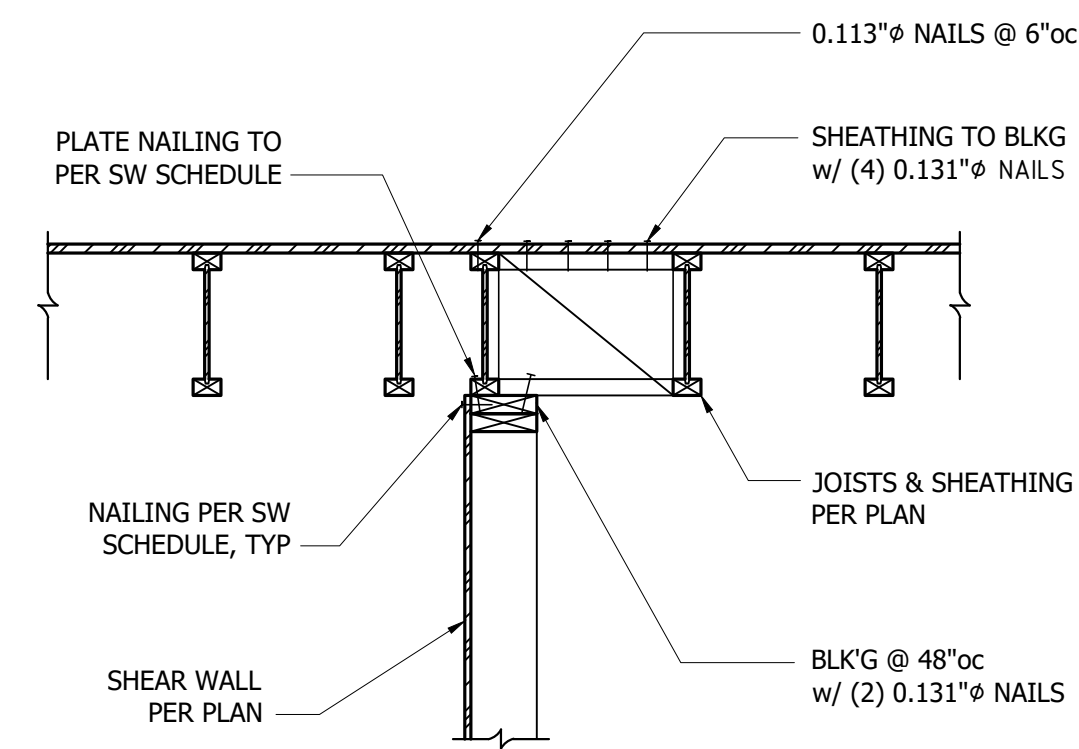 0.113"⌀ NAILS @ 6"oc
PLATE NAILING TO
PER SW SCHEDULE
SHEATHING TO BLKG
w/ (4) 0.131"⌀ NAILS
JOISTS & SHEATHING
PER PLAN
NAILING PER SW
SCHEDULE, TYP
BLK'G @ 48"oc
w/ (2) 0.131"⌀ NAILS
SHEAR WALL
PER PLAN